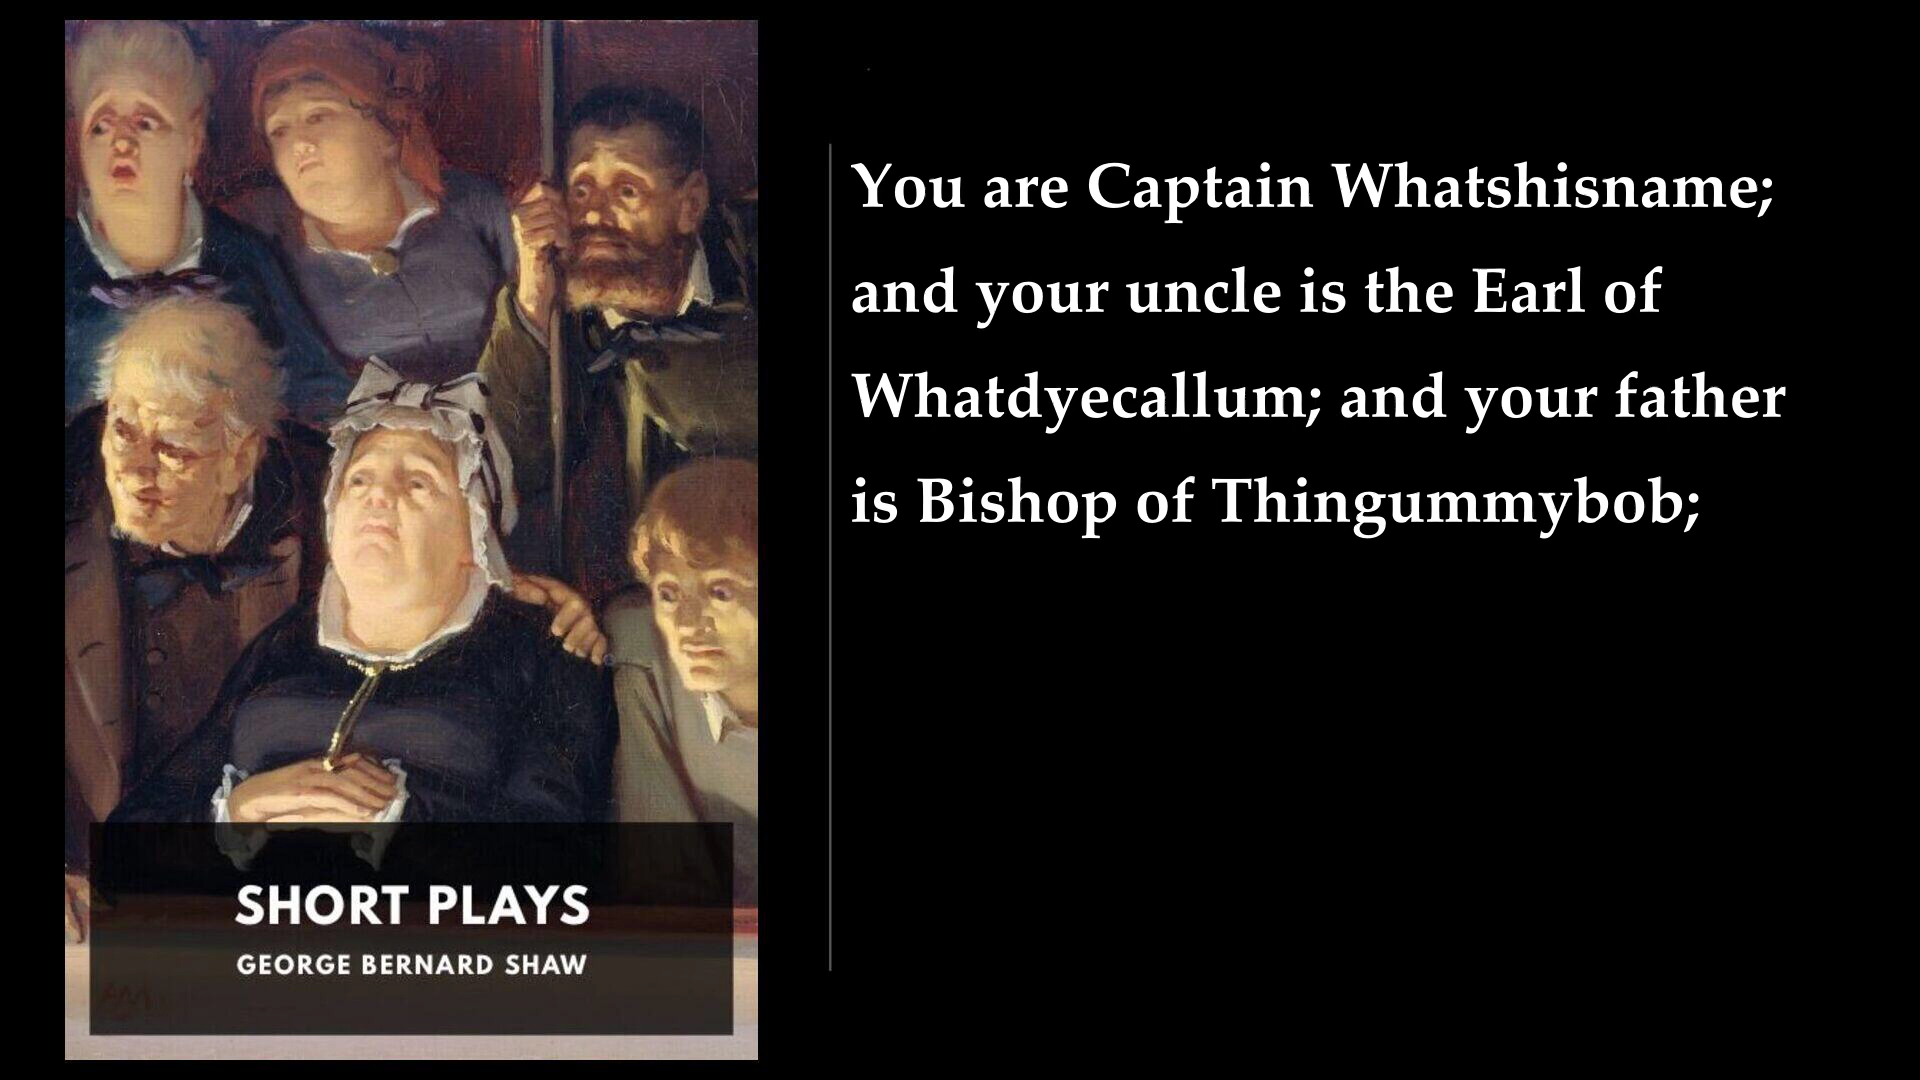 You are Captain Whatshisname;
and your uncle is the Earl of
Whatdyecallum; and your father
is Bishop of Thingummybob;
SHORT PLAYS
GEORGE BERNARD SHAW